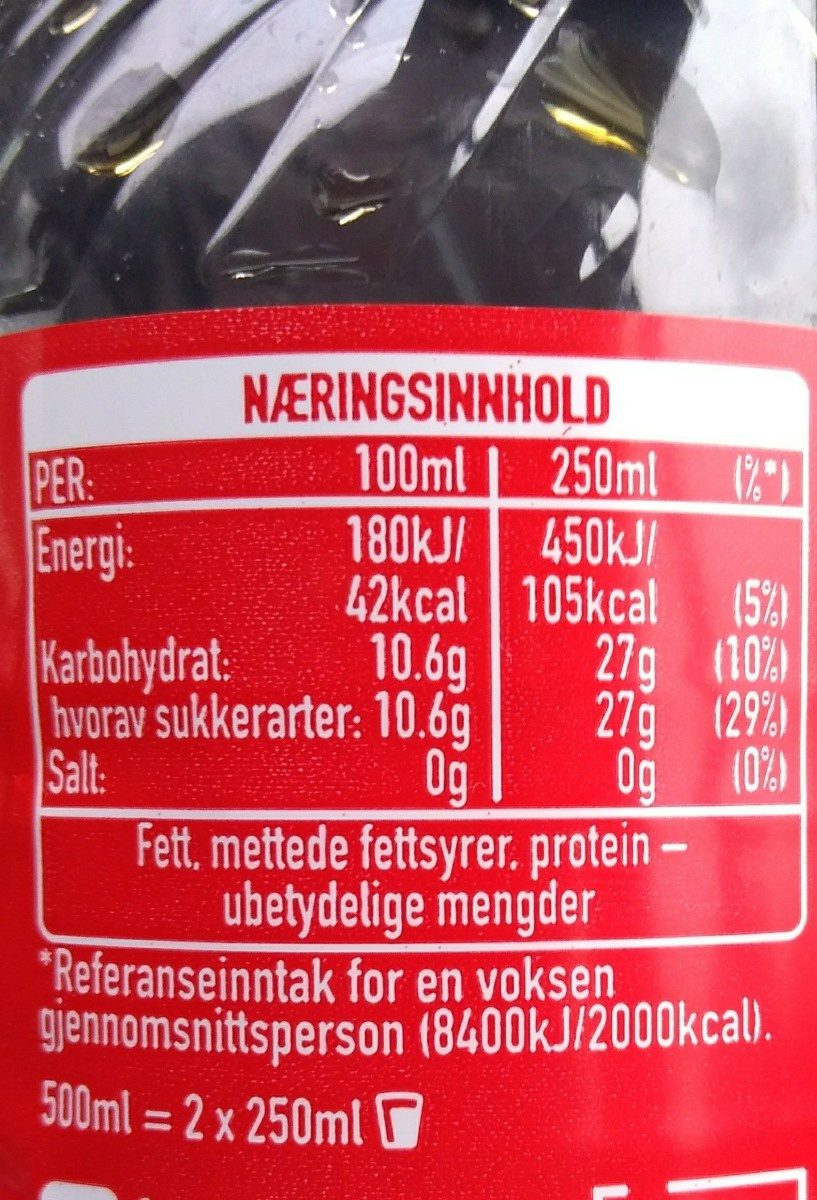 NÆRINGSINNHOLD
PER: 100ml 250ml (%*)
Energi: 180kJ/ 450kJ/
42kcal 105kcal (5%)
Karbohydrat: 10.6g 27g (10%)
hvorav sukkerarter: 10.6g 27g (29%)
Salt: 0g 0g (0%)
Fett, mettede fettsyrer, protein –
ubetydelige mengder
*Referanseinntak for en voksen
gjennomsnittsperson (8400kJ/2000kcal).
500ml = 2 x 250ml